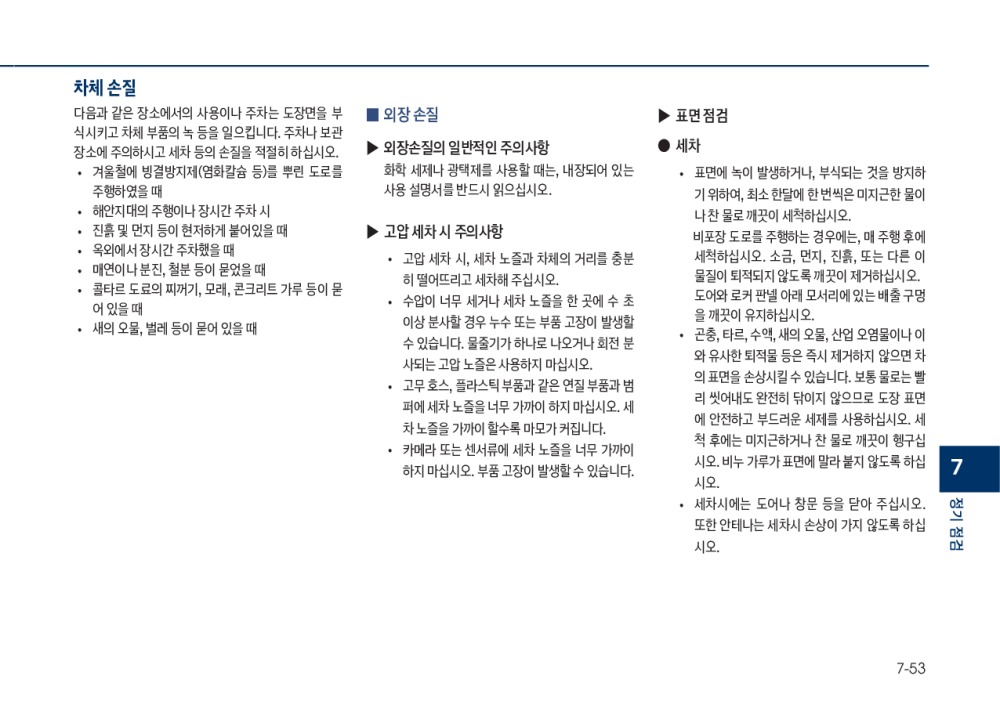 차체 손질
다음과 같은 장소에서의 사용이나 주차는 도장면을 부
식시키고 차체 부품의 녹 등을 일으킵니다. 주차나 보관
장소에 주의하시고 세차 등의 손질을 적절히 하십시오.
• 겨울철에 빙결방지제(염화칼슘 등)를 뿌린 도로를
주행하였을 때
• 해안지대의 주행이나 장시간 주차 시
• 진흙 및 먼지 등이 현저하게 붙어있을 때
• 옥외에서 장시간 주차했을 때
• 매연이나 분진, 철분 등이 묻었을 때
• 콜타르 도료의 찌꺼기, 모래, 콘크리트 가루 등이 묻
어 있을 때
• 새의 오물, 벌레 등이 묻어 있을 때
■ 외장 손질
▶ 외장손질의 일반적인 주의사항
화학 세제나 광택제를 사용할 때는, 내장되어 있는
사용 설명서를 반드시 읽으십시오.
▶ 고압 세차 시 주의사항
• 고압 세차 시, 세차 노즐과 차체의 거리를 충분
히 떨어뜨리고 세차해 주십시오.
• 수압이 너무 세거나 세차 노즐을 한 곳에 수 초
이상 분사할 경우 누수 또는 부품 고장이 발생할
수 있습니다. 물줄기가 하나로 나오거나 회전 분
사되는 고압 노즐은 사용하지 마십시오.
• 고무 호스, 플라스틱 부품과 같은 연질 부품과 범
퍼에 세차 노즐을 너무 가까이 하지 마십시오. 세
차 노즐을 가까이 할수록 마모가 커집니다.
• 카메라 또는 센서류에 세차 노즐을 너무 가까이
하지 마십시오. 부품 고장이 발생할 수 있습니다.
▶ 표면 점검
● 세차
• 표면에 녹이 발생하거나, 부식되는 것을 방지하
기 위하여, 최소 한달에 한 번씩은 미지근한 물이
나 찬 물로 깨끗이 세척하십시오.
비포장 도로를 주행하는 경우에는, 매 주행 후에
세척하십시오. 소금, 먼지, 진흙, 또는 다른 이
물질이 퇴적되지 않도록 깨끗이 제거하십시오.
도어와 로커 판넬 아래 모서리에 있는 배출 구멍
을 깨끗이 유지하십시오.
• 곤충, 타르, 수액, 새의 오물, 산업 오염물이나 이
와 유사한 퇴적물 등은 즉시 제거하지 않으면 차
의 표면을 손상시킬 수 있습니다. 보통 물로는 빨
리 씻어내도 완전히 닦이지 않으므로 도장 표면
에 안전하고 부드러운 세제를 사용하십시오. 세
척 후에는 미지근하거나 찬 물로 깨끗이 헹구십
시오. 비누 가루가 표면에 말라 붙지 않도록 하십
시오.
• 세차시에는 도어나 창문 등을 닫아 주십시오.
또한 안테나는 세차시 손상이 가지 않도록 하십
시오.
7
정기 점검
7-53